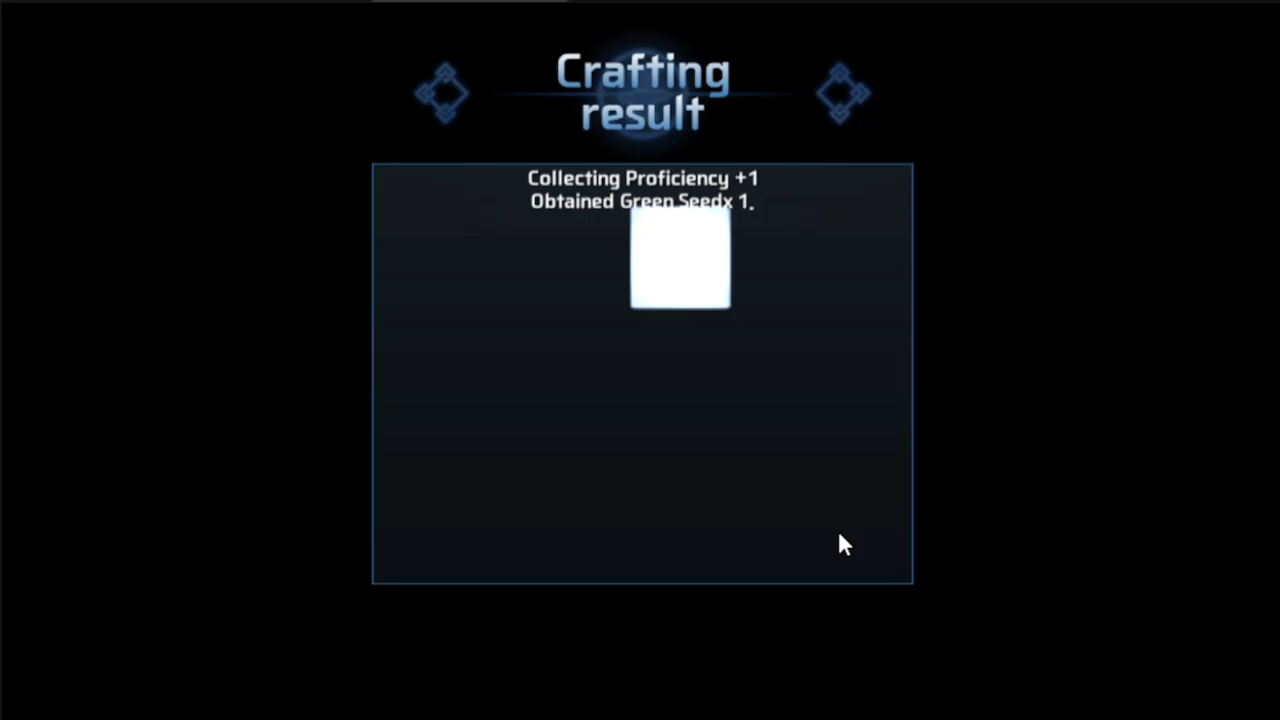 Crafting
result
Collecting Proficiency +1
Obtained Green Seedx 1.